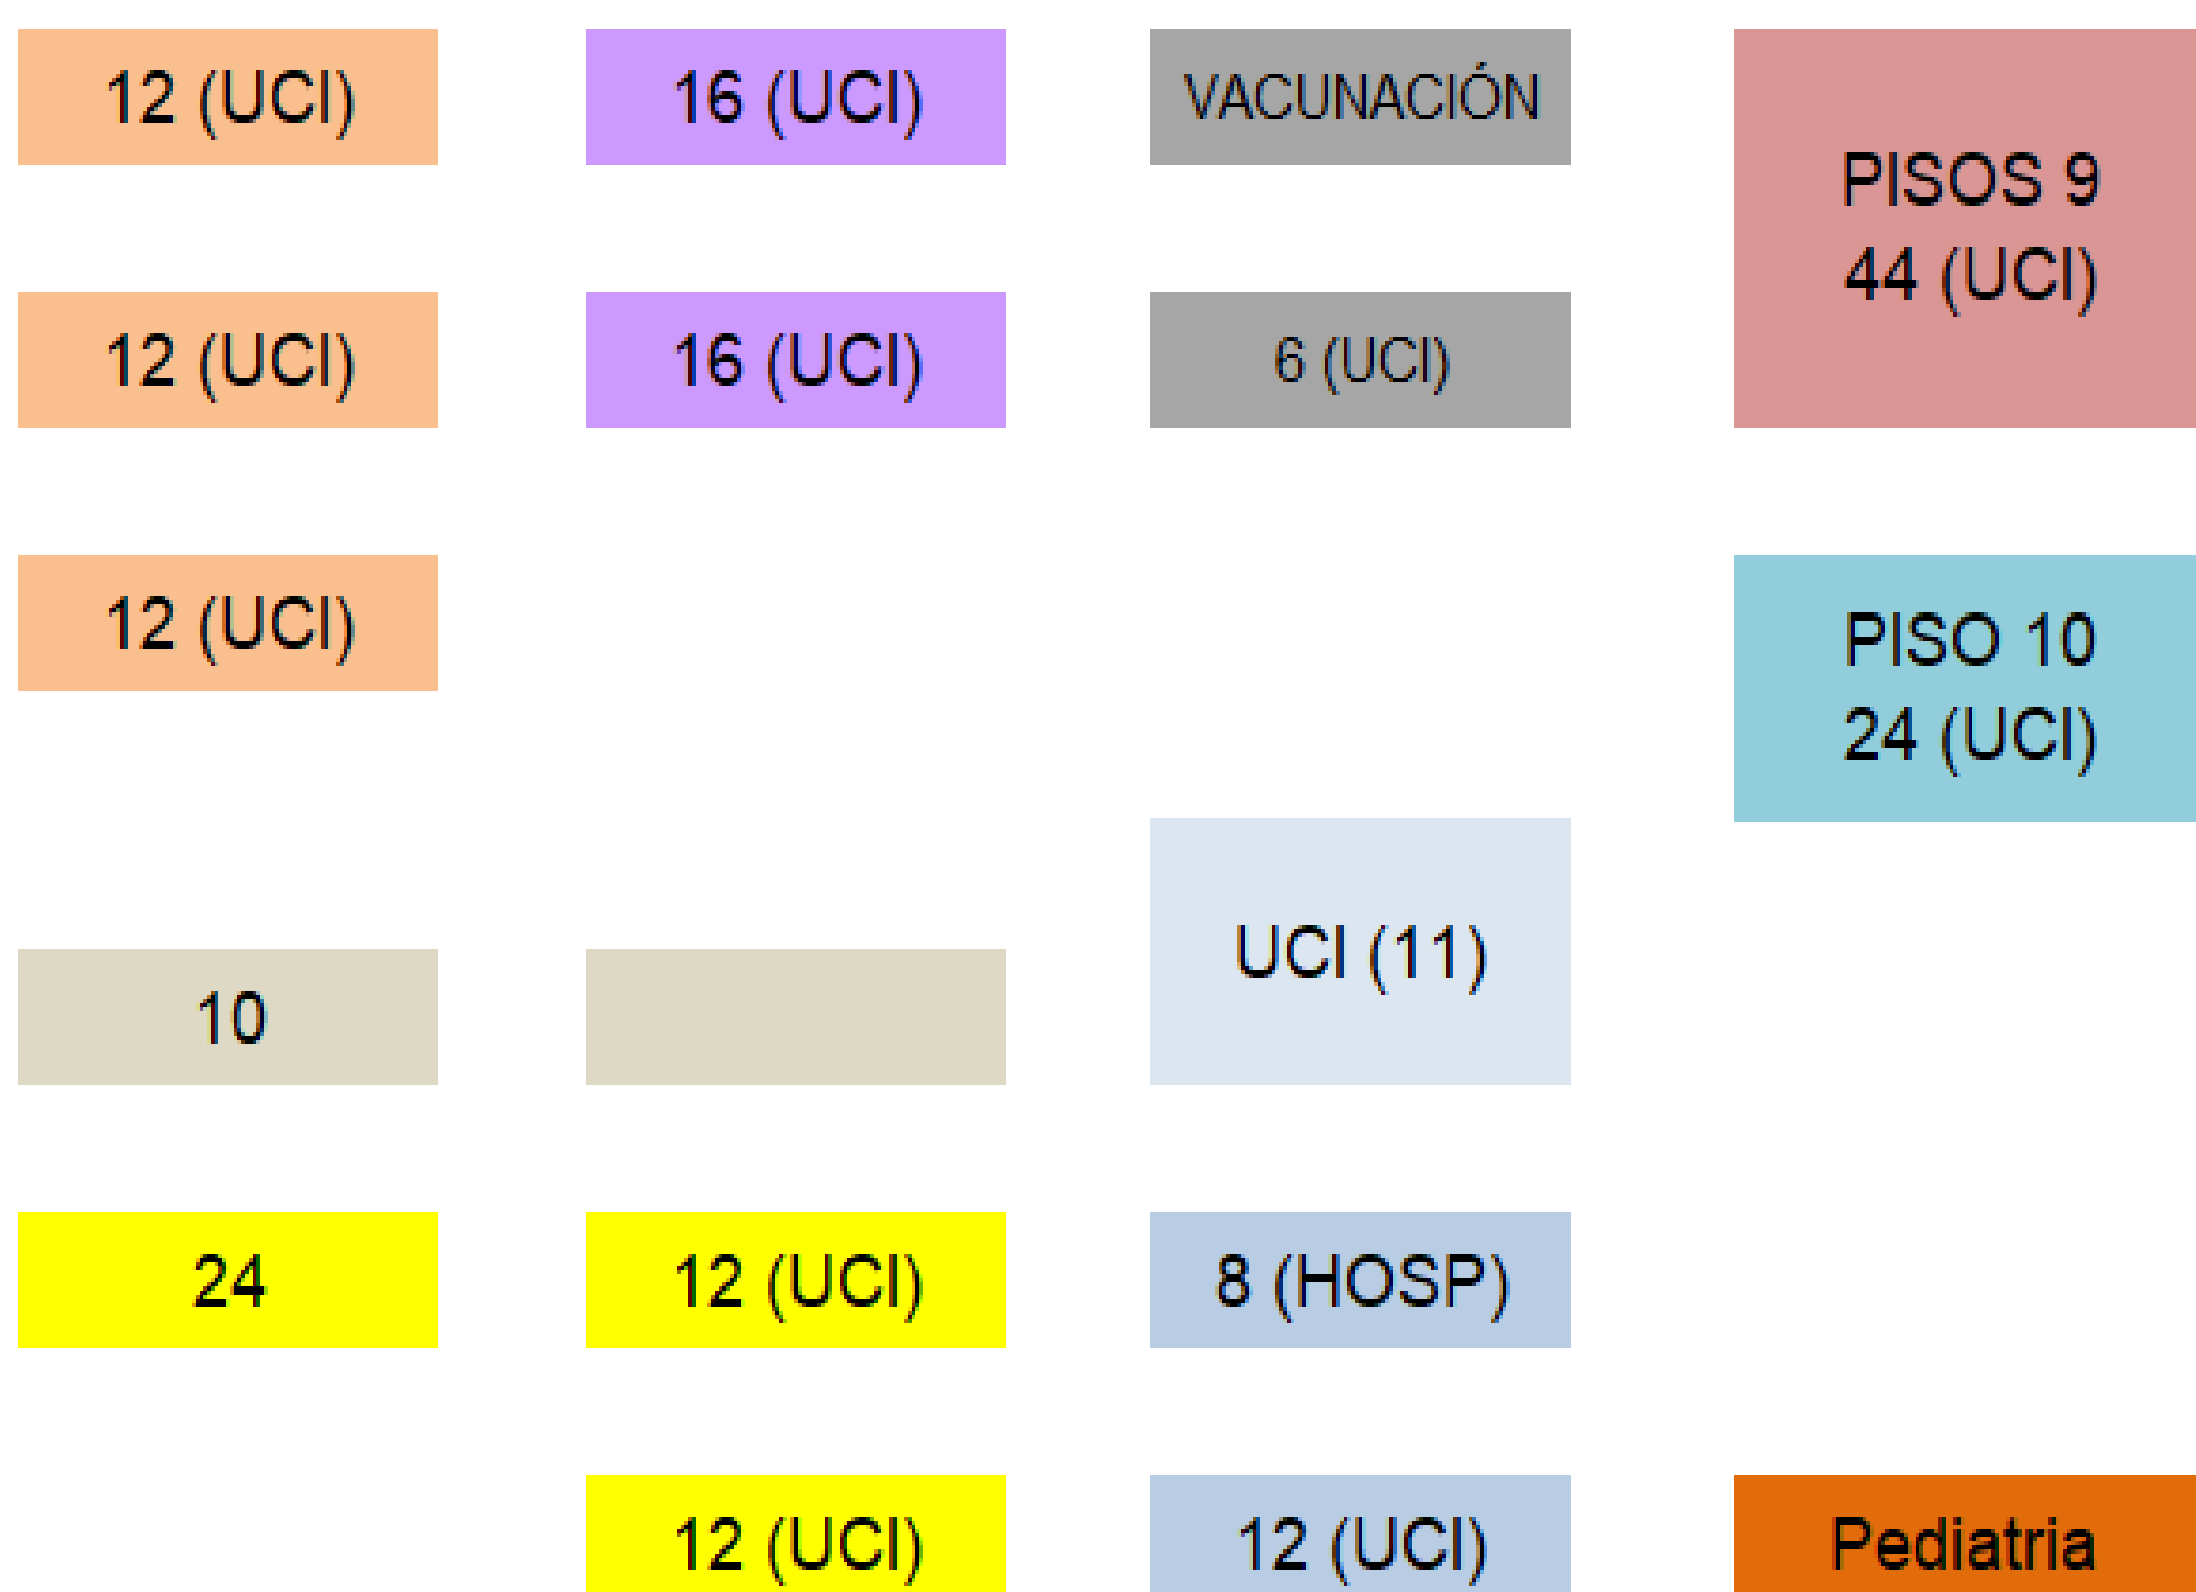 12 (UCI)
16 (UCI)
VACUNACIÓN
PISOS 9
44 (UCI)
12 (UCI)
16 (UCI)
6 (UCI)
12 (UCI)
PISO 10
24 (UCI)
UCI (11)
10
24
12 (UCI)
8 (HOSP)
12 (UCI)
12 (UCI)
Pediatria